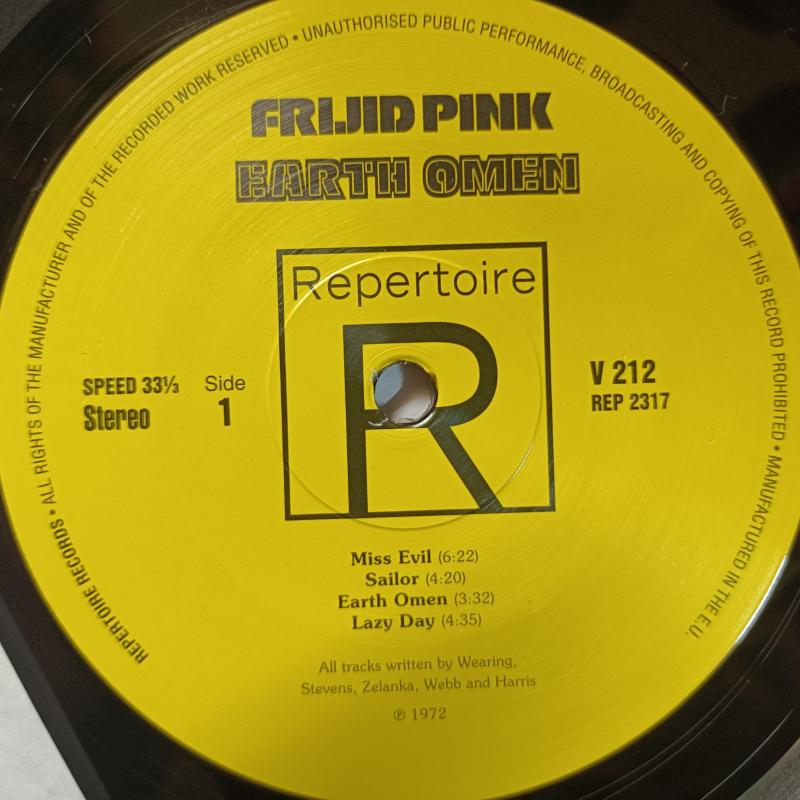 REPERTOIRE RECORDS • ALL RIGHTS OF THE MANUFACTURER AND OF THE RECORDED WORK RESERVED • UNAUTHORISED PUBLIC PERFORMANCE, BROADCASTING AND COPYING OF THIS RECORD PROHIBITED • MANUFACTURED IN THE E.U.
FRIJID PINK
EARTH OMEN
Repertoire
R
SPEED 33⅓
Stereo
Side
1
V 212
REP 2317
Miss Evil (6:22)
Sailor (4:20)
Earth Omen (3:32)
Lazy Day (4:35)
All tracks written by Wearing,
Stevens, Zelanka, Webb and Harris
℗ 1972